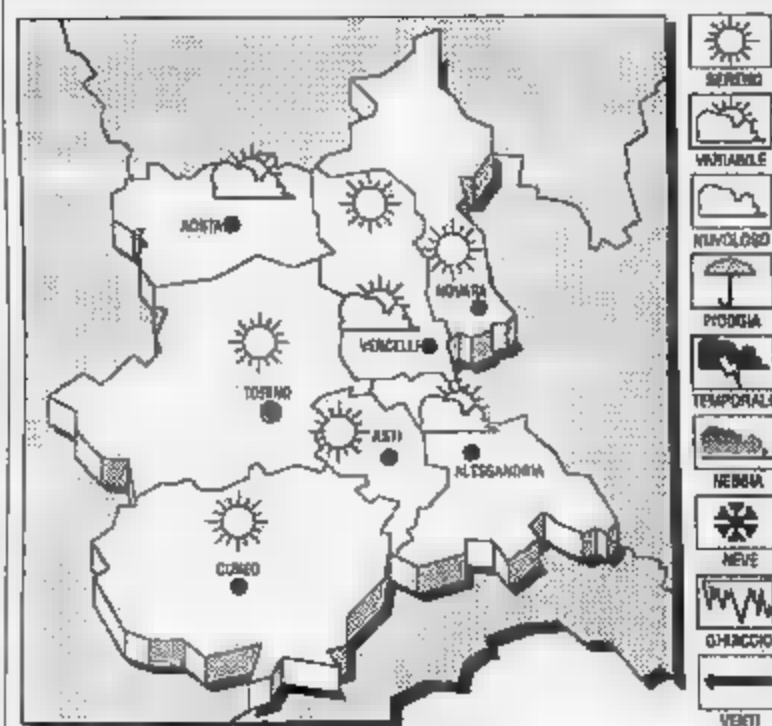 SERENO
VARIABILE
NUVOLOSO
PIOGGIA
TEMPORALE
NEBBIA
NEVE
GHIACCIO
VENTI
AOSTA
NOVARA
VERCELLI
TORINO
ASTI
ALESSANDRIA
CUNEO